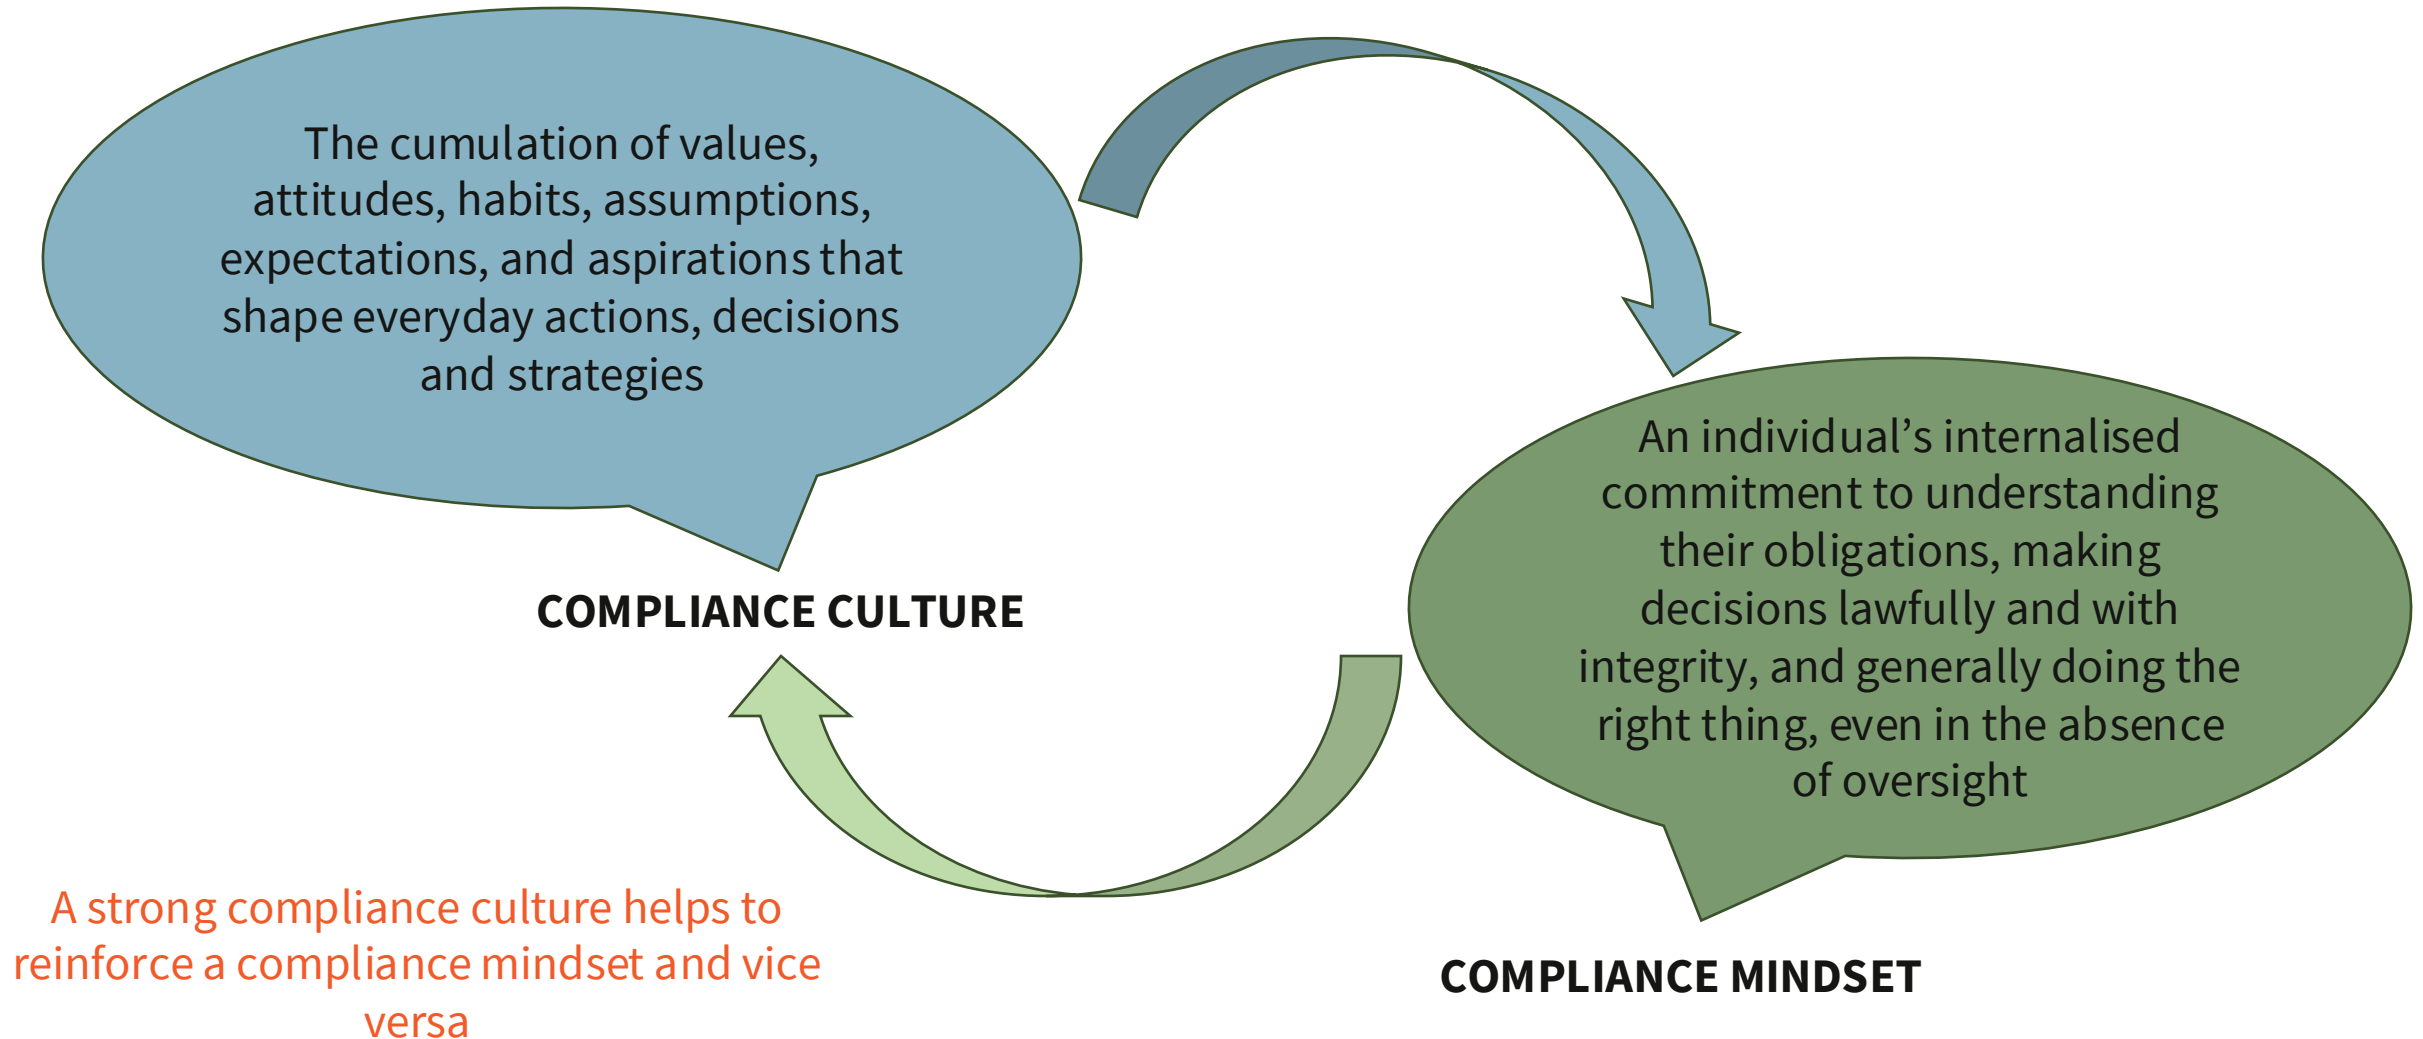 The cumulation of values,
attitudes, habits, assumptions,
expectations, and aspirations that
shape everyday actions, decisions
and strategies
COMPLIANCE CULTURE
An individual’s internalised
commitment to understanding
their obligations, making
decisions lawfully and with
integrity, and generally doing the
right thing, even in the absence
of oversight
COMPLIANCE MINDSET
A strong compliance culture helps to
reinforce a compliance mindset and vice
versa